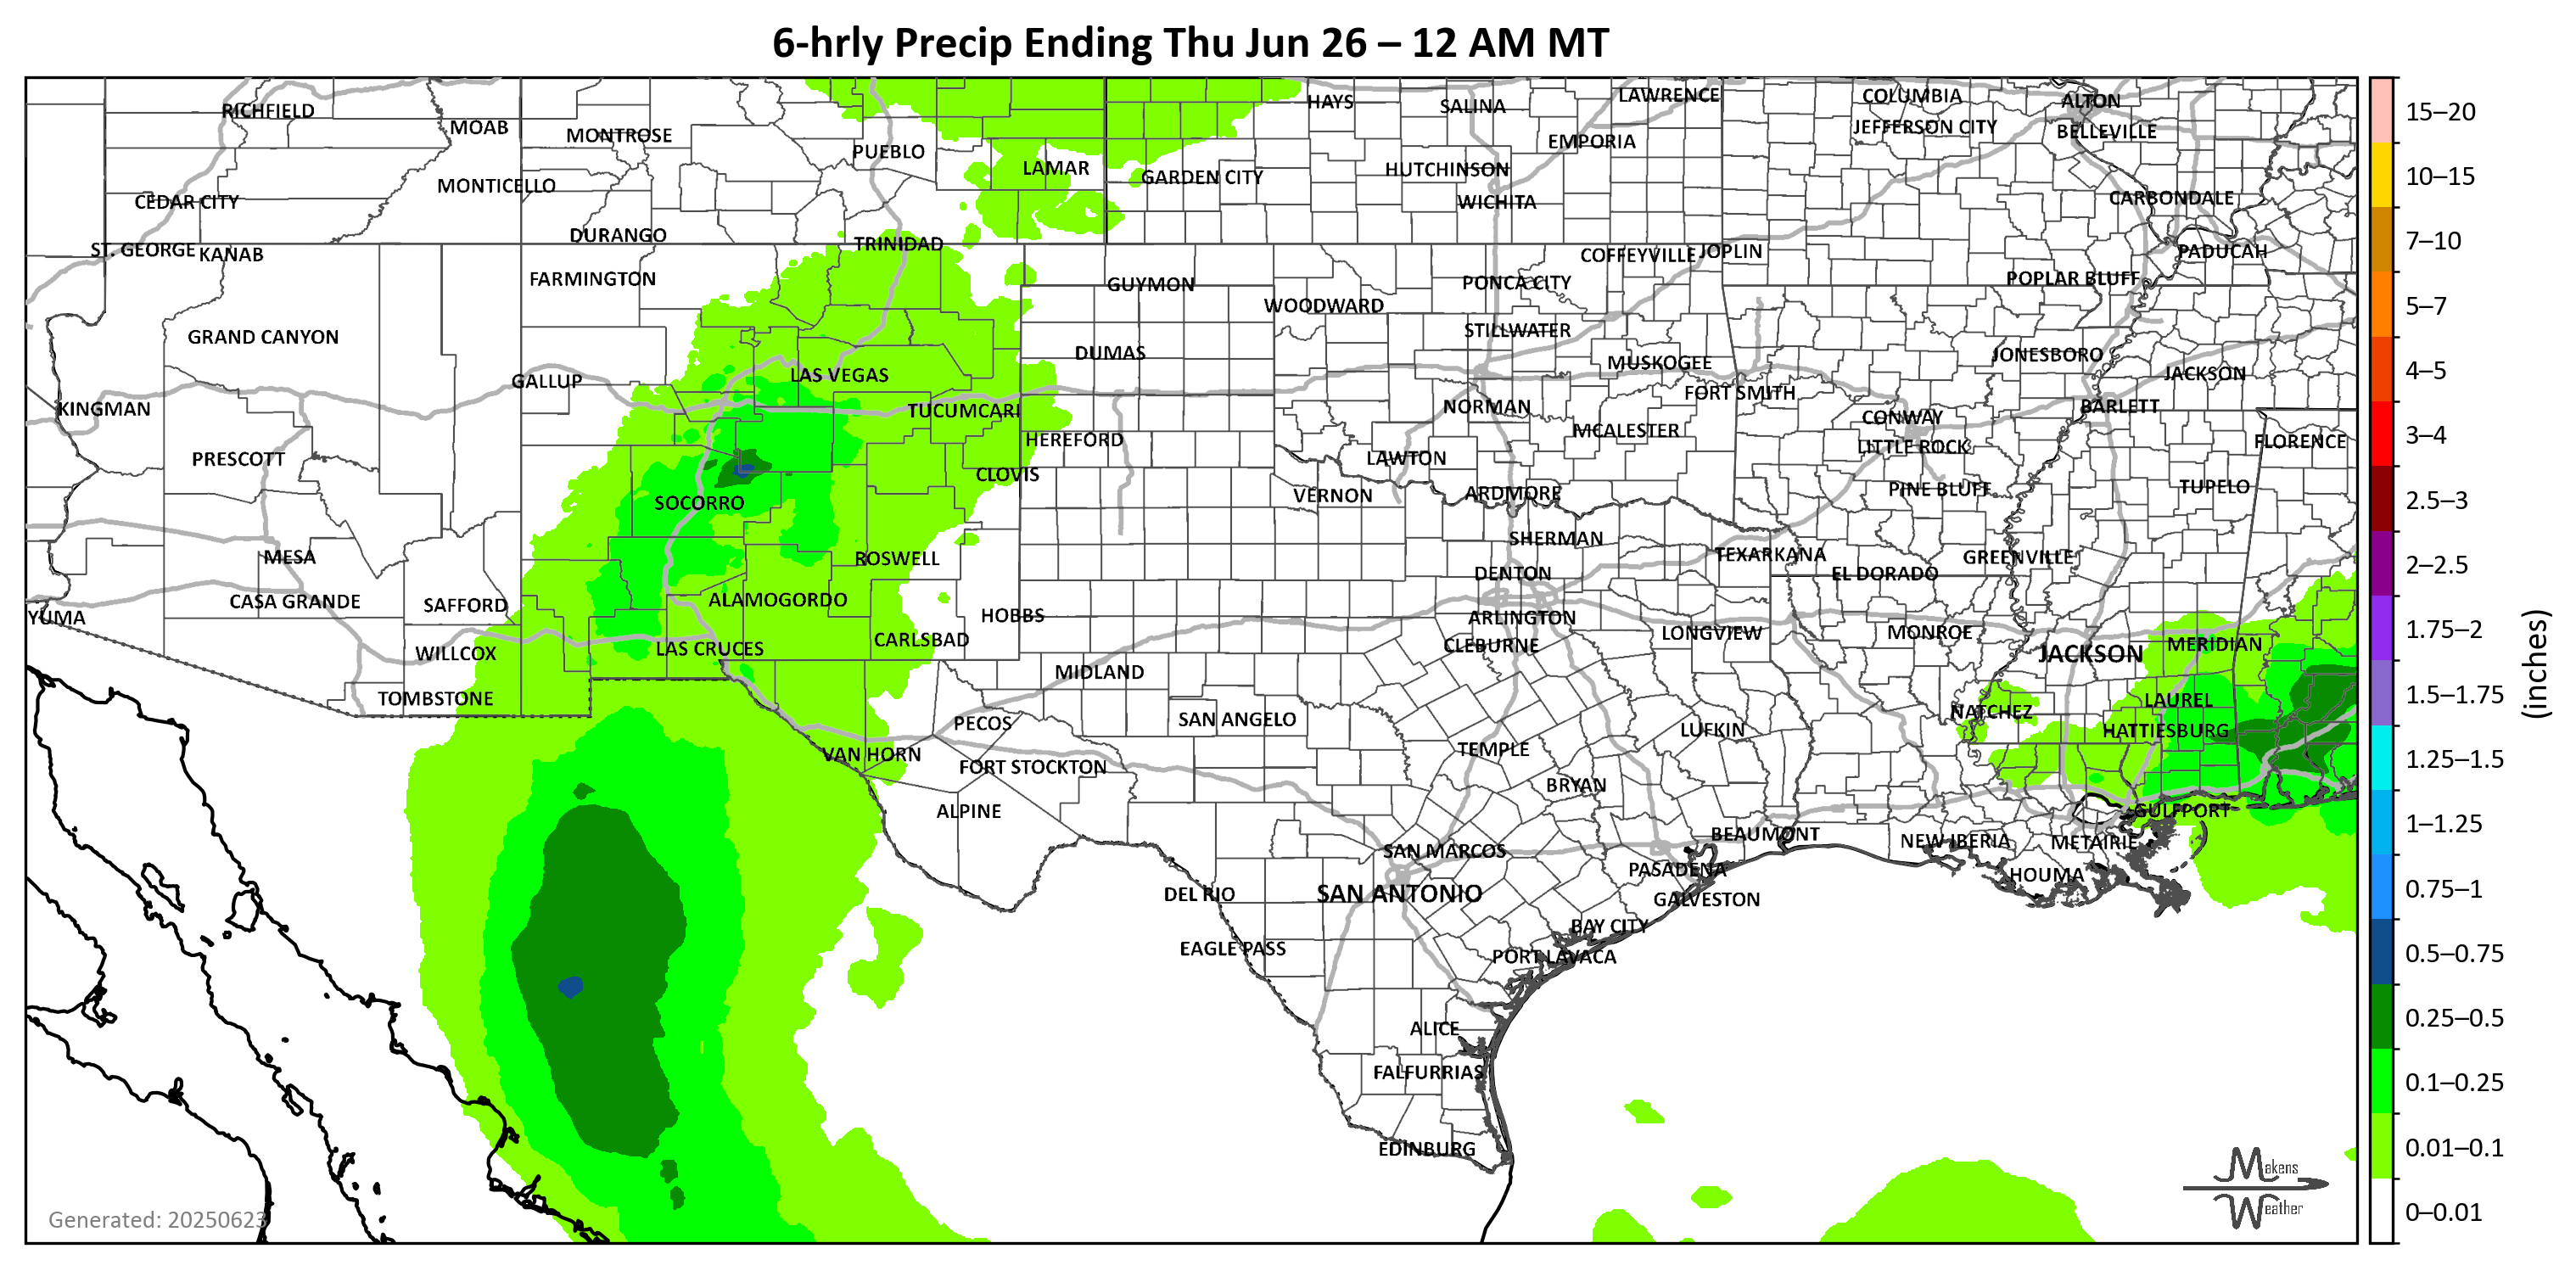 6-hrly Precip Ending Thu Jun 26 – 12 AM MT
RICHFIELD
MOAB
MONTROSE
PUEBLO
LAMAR
GARDEN CITY
HAYS
SALINA
LAWRENCE
EMPORIA
HUTCHINSON
WICHITA
COLUMBIA
JEFFERSON CITY
ALTON
BELLEVILLE
CARBONDALE
MONTICELLO
CEDAR CITY
DURANGO
TRINIDAD
ST. GEORGE
KANAB
FARMINGTON
GUYMON
WOODWARD
PONCA CITY
COFFEYVILLE
JOPLIN
POPLAR BLUFF
PADUCAH
GRAND CANYON
DUMAS
STILLWATER
MUSKOGEE
JONESBORO
JACKSON
GALLUP
LAS VEGAS
KINGMAN
TUCUMCARI
NORMAN
FORT SMITH
CONWAY
BARLETT
HEREFORD
MCALESTER
LITTLE ROCK
FLORENCE
PRESCOTT
CLOVIS
LAWTON
VERNON
ARDMORE
PINE BLUFF
TUPELO
SOCORRO
SHERMAN
MESA
ROSWELL
TEXARKANA
GREENVILLE
DENTON
EL DORADO
CASA GRANDE
SAFFORD
ALAMOGORDO
HOBBS
YUMA
ARLINGTON
CLEBURNE
LONGVIEW
MONROE
WILLCOX
LAS CRUCES
CARLSBAD
JACKSON
MERIDIAN
MIDLAND
TOMBSTONE
PECOS
SAN ANGELO
NATCHEZ
LAUREL
HATTIESBURG
VAN HORN
FORT STOCKTON
TEMPLE
LUFKIN
BRYAN
ALPINE
GULFPORT
BEAUMONT
NEW IBERIA
METAIRIE
SAN MARCOS
PASADENA
HOUMA
DEL RIO
SAN ANTONIO
GALVESTON
BAY CITY
EAGLE PASS
PORT LAVACA
ALICE
FALFURRIAS
EDINBURG
Generated: 20250623
Makens
Weather
15–20
10–15
7–10
5–7
4–5
3–4
2.5–3
2–2.5
1.75–2
1.5–1.75
1.25–1.5
1–1.25
0.75–1
0.5–0.75
0.25–0.5
0.1–0.25
0.01–0.1
0–0.01
(inches)